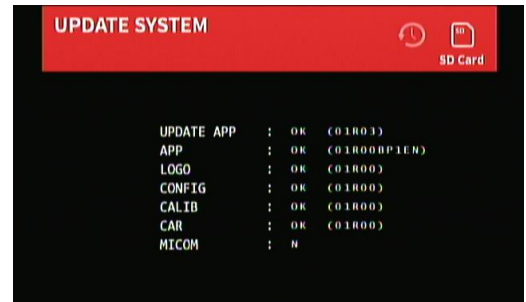 UPDATE SYSTEM
SD
SD Card
UPDATE APP : OK (01R03)
APP : OK (01R00BP1EN)
LOGO : OK (01R00)
CONFIG : OK (01R00)
CALIB : OK (01R00)
CAR : OK (01R00)
MICOM : N